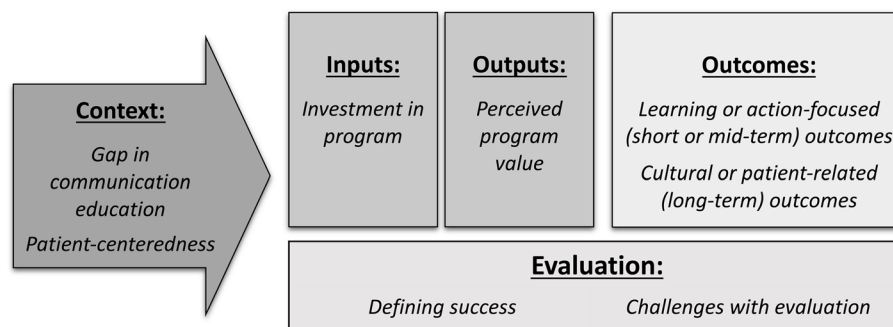 Context:
Gap in
communication
education
Patient-centeredness
Inputs:
Investment in
program
Outputs:
Perceived
program
value
Outcomes:
Learning or action-focused
(short or mid-term) outcomes
Cultural or patient-related
(long-term) outcomes
Evaluation:
Defining success
Challenges with evaluation